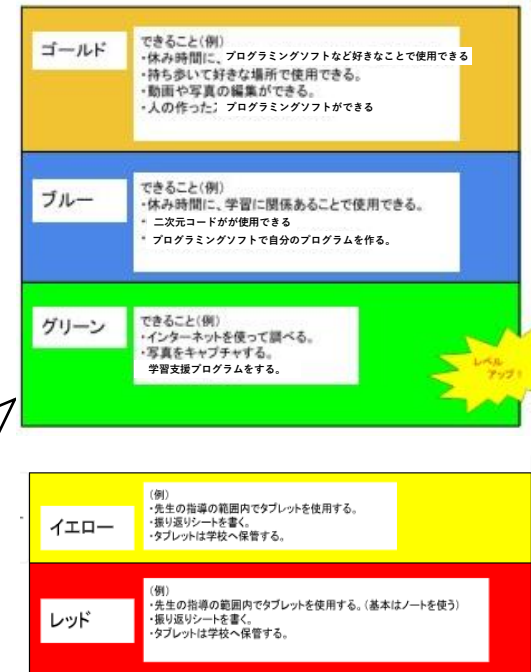 ゴールド
できること(例)
・休み時間に、プログラミングソフトなど好きなことで使用できる
・持ち歩いて好きな場所で使用できる。
・動画や写真の編集ができる。
・人の作った プログラミングソフトができる
ブルー
できること(例)
・休み時間に、学習に関係あることで使用できる。
・ 二次元コードがが使用できる
・ プログラミングソフトで自分のプログラムを作る。
グリーン
できること(例)
・インターネットを使って調べる。
・写真をキャプチャする。
学習支援プログラムをする。
レベル
アップ!
イエロー
(例)
・先生の指導の範囲内でタブレットを使用する。
・振り返りシートを書く。
・タブレットは学校へ保管する。
レッド
(例)
・先生の指導の範囲内でタブレットを使用する。(基本はノートを使う)
・振り返りシートを書く。
・タブレットは学校へ保管する。